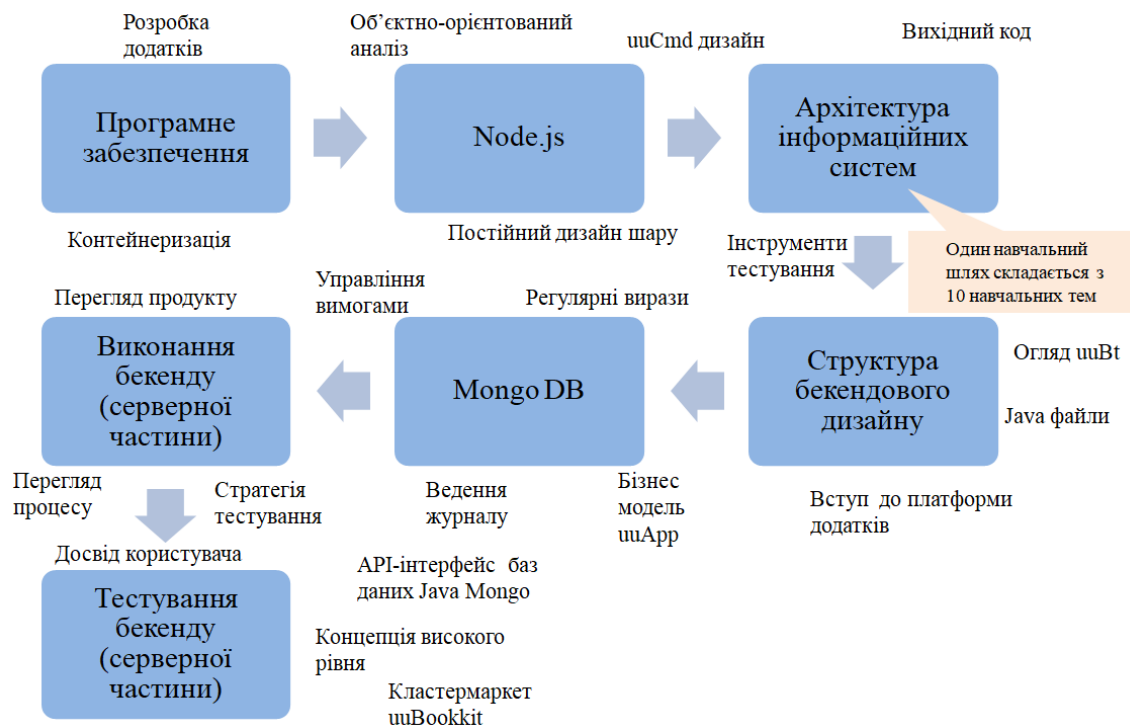 Розробка
додатків
Об’єктно-орієнтований
аналіз
uuCmd дизайн
Вихідний код
Програмне
забезпечення
Node.js
Архітектура
інформаційних
систем
Контейнеризація
Постійний дизайн шару
Інструменти
тестування
Один навчальний
шлях складається з
10 навчальних тем
Перегляд продукту
Управління
вимогами
Регулярні вирази
Виконання
бекенду
(серверної
частини)
Mongo DB
Структура
бекендового
дизайну
Огляд uuBt
Java файли
Перегляд
процесу
Стратегія
тестування
Ведення
журналу
Бізнес
модель
uuApp
Вступ до платформи
додатків
Досвід користувача
Тестування
бекенду
(серверної
частини)
API-інтерфейс баз
даних Java Mongo
Концепція високого
рівня
Кластермаркет
uuBookkit